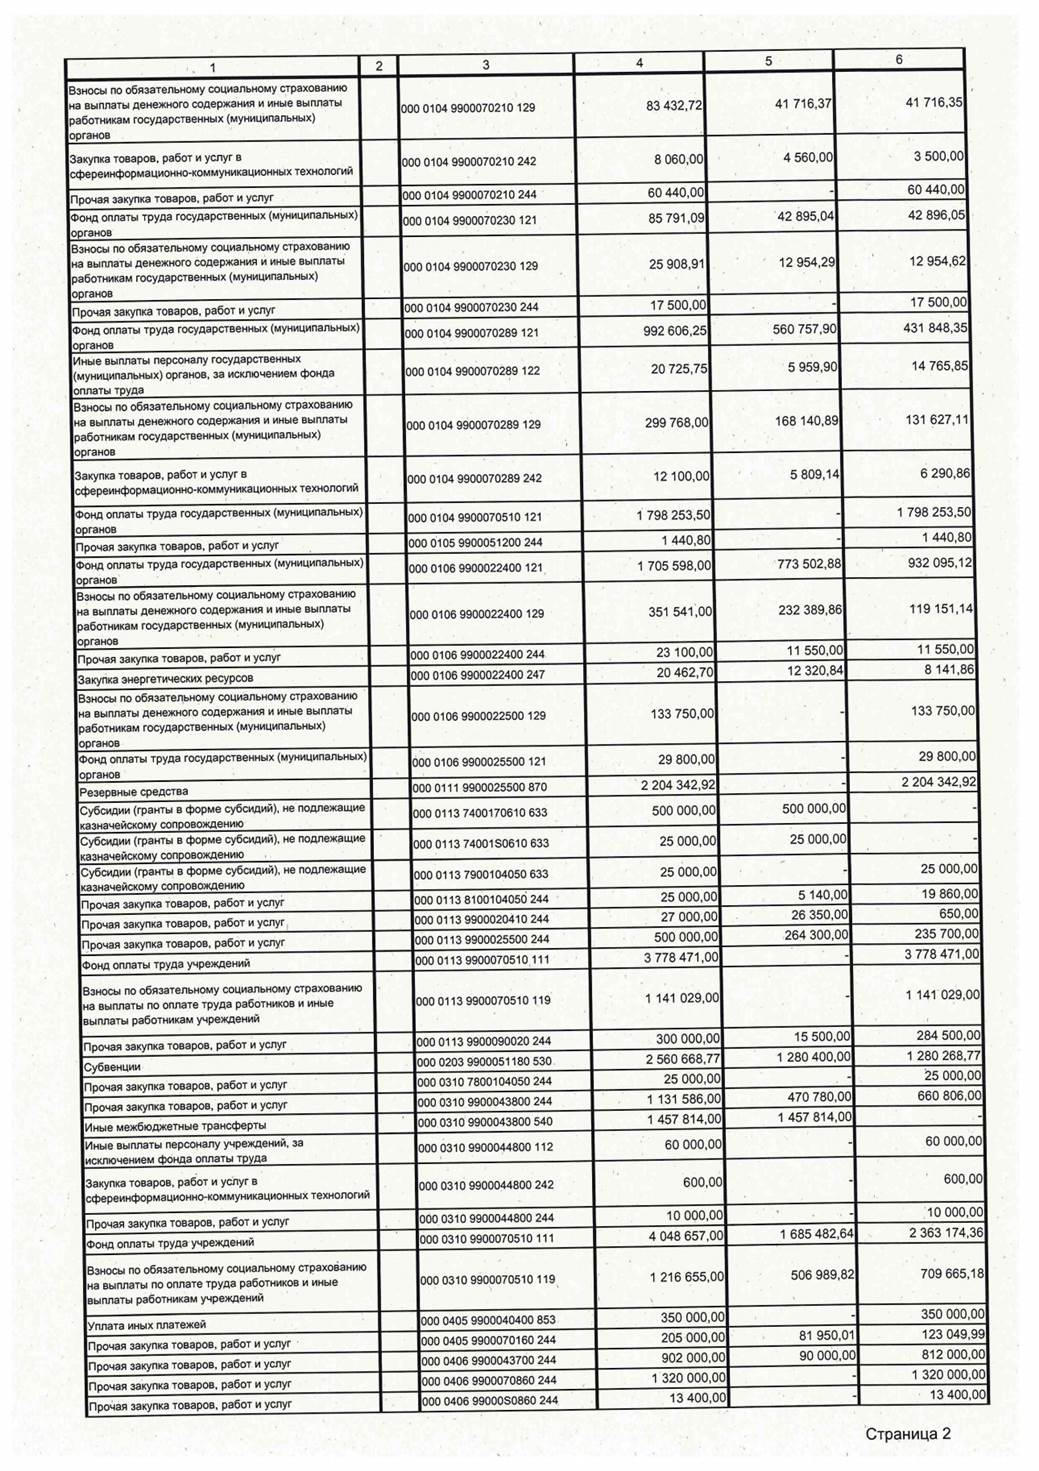 1 2 3 4 5 6
Взносы по обязательному социальному страхованию
на выплаты денежного содержания и иные выплаты
работникам государственных (муниципальных)
органов
000 0104 9900070210 129 83 432,72 41 716,37 41 716,35
Закупка товаров, работ и услуг в
сфереинформационно-коммуникационных технологий
000 0104 9900070210 242 8 060,00 4 560,00 3 500,00
Прочая закупка товаров, работ и услуг 000 0104 9900070210 244 60 440,00 - 60 440,00
Фонд оплаты труда государственных (муниципальных)
органов
000 0104 9900070230 121 85 791,09 42 895,04 42 896,05
Взносы по обязательному социальному страхованию
на выплаты денежного содержания и иные выплаты
работникам государственных (муниципальных)
органов
000 0104 9900070230 129 25 908,91 12 954,29 12 954,62
Прочая закупка товаров, работ и услуг 000 0104 9900070230 244 17 500,00 - 17 500,00
Фонд оплаты труда государственных (муниципальных)
органов
000 0104 9900070289 121 992 606,25 560 757,90 431 848,35
Иные выплаты персоналу государственных
(муниципальных) органов, за исключением фонда
оплаты труда
000 0104 9900070289 122 20 725,75 5 959,90 14 765,85
Взносы по обязательному социальному страхованию
на выплаты денежного содержания и иные выплаты
работникам государственных (муниципальных)
органов
000 0104 9900070289 129 299 768,00 168 140,89 131 627,11
Закупка товаров, работ и услуг в
сфереинформационно-коммуникационных технологий
000 0104 9900070289 242 12 100,00 5 809,14 6 290,86
Фонд оплаты труда государственных (муниципальных)
органов
000 0104 9900070510 121 1 798 253,50 - 1 798 253,50
Прочая закупка товаров, работ и услуг 000 0105 9900051200 244 1 440,80 - 1 440,80
Фонд оплаты труда государственных (муниципальных)
органов
000 0106 9900022400 121 1 705 598,00 773 502,88 932 095,12
Взносы по обязательному социальному страхованию
на выплаты денежного содержания и иные выплаты
работникам государственных (муниципальных)
органов
000 0106 9900022400 129 351 541,00 232 389,86 119 151,14
Прочая закупка товаров, работ и услуг 000 0106 9900022400 244 23 100,00 11 550,00 11 550,00
Закупка энергетических ресурсов 000 0106 9900022400 247 20 462,70 12 320,84 8 141,86
Взносы по обязательному социальному страхованию
на выплаты денежного содержания и иные выплаты
работникам государственных (муниципальных)
органов
000 0106 9900022500 129 133 750,00 - 133 750,00
Фонд оплаты труда государственных (муниципальных)
органов
000 0106 9900025500 121 29 800,00 - 29 800,00
Резервные средства 000 0111 9900025500 870 2 204 342,92 - 2 204 342,92
Субсидии (гранты в форме субсидий), не подлежащие
казначейскому сопровождению
000 0113 7400170610 633 500 000,00 500 000,00 -
Субсидии (гранты в форме субсидий), не подлежащие
казначейскому сопровождению
000 0113 74001S0610 633 25 000,00 25 000,00 -
Субсидии (гранты в форме субсидий), не подлежащие
казначейскому сопровождению
000 0113 7900104050 633 25 000,00 - 25 000,00
Прочая закупка товаров, работ и услуг 000 0113 8100104050 244 25 000,00 5 140,00 19 860,00
Прочая закупка товаров, работ и услуг 000 0113 9900020410 244 27 000,00 26 350,00 650,00
Прочая закупка товаров, работ и услуг 000 0113 9900025500 244 500 000,00 264 300,00 235 700,00
Фонд оплаты труда учреждений 000 0113 9900070510 111 3 778 471,00 - 3 778 471,00
Взносы по обязательному социальному страхованию
на выплаты по оплате труда работников и иные
выплаты работникам учреждений
000 0113 9900070510 119 1 141 029,00 - 1 141 029,00
Прочая закупка товаров, работ и услуг 000 0113 9900090020 244 300 000,00 15 500,00 284 500,00
Субвенции 000 0203 9900051180 530 2 560 668,77 1 280 400,00 1 280 268,77
Прочая закупка товаров, работ и услуг 000 0310 7800104050 244 25 000,00 - 25 000,00
Прочая закупка товаров, работ и услуг 000 0310 9900043800 244 1 131 586,00 470 780,00 660 806,00
Иные межбюджетные трансферты 000 0310 9900043800 540 1 457 814,00 1 457 814,00 -
Иные выплаты персоналу учреждений, за
исключением фонда оплаты труда
000 0310 9900044800 112 60 000,00 - 60 000,00
Закупка товаров, работ и услуг в
сфереинформационно-коммуникационных технологий
000 0310 9900044800 242 600,00 - 600,00
Прочая закупка товаров, работ и услуг 000 0310 9900044800 244 10 000,00 - 10 000,00
Фонд оплаты труда учреждений 000 0310 9900070510 111 4 048 657,00 1 685 482,64 2 363 174,36
Взносы по обязательному социальному страхованию
на выплаты по оплате труда работников и иные
выплаты работникам учреждений
000 0310 9900070510 119 1 216 655,00 506 989,82 709 665,18
Уплата иных платежей 000 0405 9900040400 853 350 000,00 - 350 000,00
Прочая закупка товаров, работ и услуг 000 0405 9900070160 244 205 000,00 81 950,01 123 049,99
Прочая закупка товаров, работ и услуг 000 0406 9900043700 244 902 000,00 90 000,00 812 000,00
Прочая закупка товаров, работ и услуг 000 0406 9900070860 244 1 320 000,00 - 1 320 000,00
Прочая закупка товаров, работ и услуг 000 0406 99000S0860 244 13 400,00 - 13 400,00
Страница 2